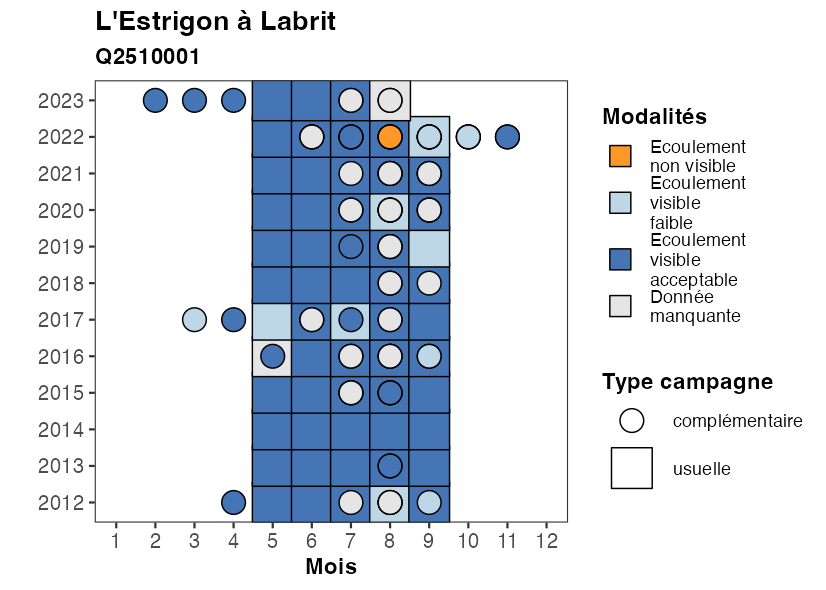 L'Estrigon à Labrit
Q2510001
2023
2022
2021
2020
2019
2018
2017
2016
2015
2014
2013
2012
1 2 3 4 5 6 7 8 9 10 11 12
Mois
Modalités
Ecoulement
non visible
Ecoulement
visible
faible
Ecoulement
visible
acceptable
Donnée
manquante
Type campagne
complémentaire
usuelle